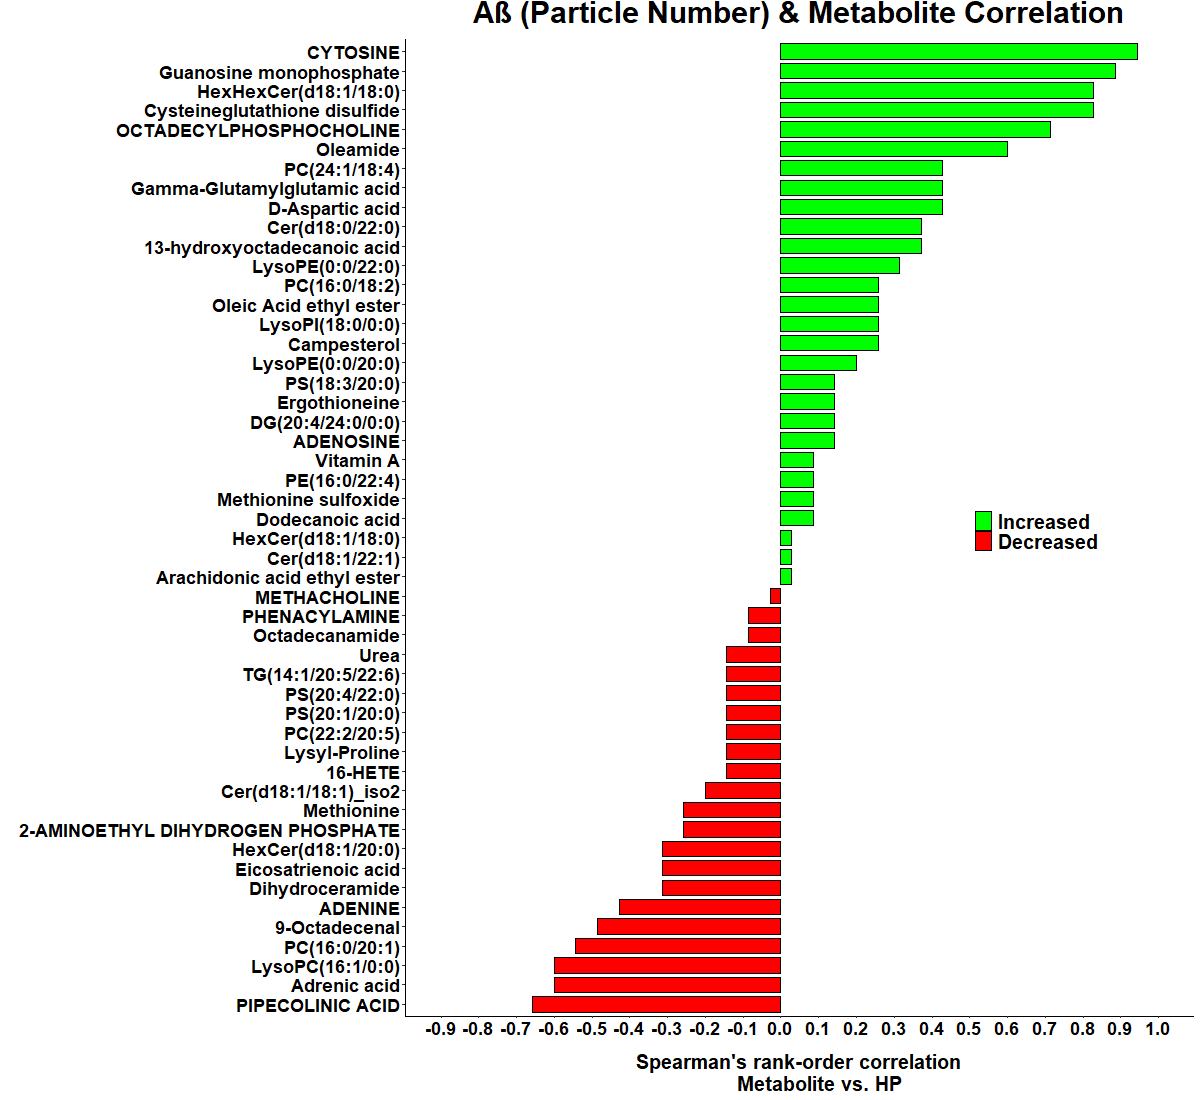 Aß (Particle Number) & Metabolite Correlation
CYTOSINE
Guanosine monophosphate
HexHexCer(d18:1/18:0)
Cysteineglutathione disulfide
OCTADECYLPHOSPHOCHOLINE
Oleamide
PC(24:1/18:4)
Gamma-Glutamylglutamic acid
D-Aspartic acid
Cer(d18:0/22:0)
13-hydroxyoctadecanoic acid
LysoPE(0:0/22:0)
PC(16:0/18:2)
Oleic Acid ethyl ester
LysoPI(18:0/0:0)
Campesterol
LysoPE(0:0/20:0)
PS(18:3/20:0)
Ergothioneine
DG(20:4/24:0/0:0)
ADENOSINE
Vitamin A
PE(16:0/22:4)
Methionine sulfoxide
Dodecanoic acid
HexCer(d18:1/18:0)
Cer(d18:1/22:1)
Arachidonic acid ethyl ester
METHACHOLINE
PHENACYLAMINE
Octadecanamide
Urea
TG(14:1/20:5/22:6)
PS(20:4/22:0)
PS(20:1/20:0)
PC(22:2/20:5)
Lysyl-Proline
16-HETE
Cer(d18:1/18:1)_iso2
Methionine
2-AMINOETHYL DIHYDROGEN PHOSPHATE
HexCer(d18:1/20:0)
Eicosatrienoic acid
Dihydroceramide
ADENINE
9-Octadecenal
PC(16:0/20:1)
LysoPC(16:1/0:0)
Adrenic acid
PIPECOLINIC ACID
Increased
Decreased
-0.9 -0.8 -0.7 -0.6 -0.5 -0.4 -0.3 -0.2 -0.1 0.0 0.1 0.2 0.3 0.4 0.5 0.6 0.7 0.8 0.9 1.0
Spearman's rank-order correlation
Metabolite vs. HP